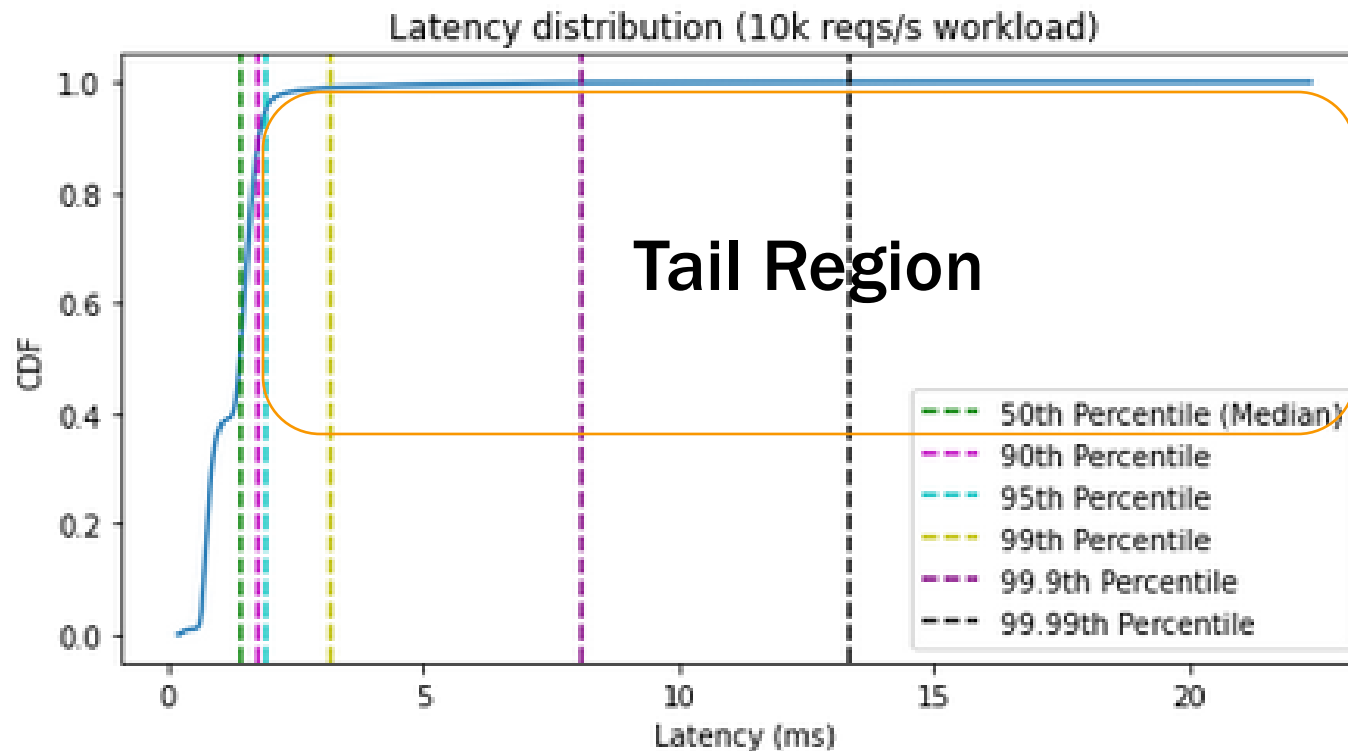 Latency distribution (10k reqs/s workload)
1.0
0.8
0.6
0.4
0.2
0.0
CDF
Tail Region
50th Percentile (Median)
90th Percentile
95th Percentile
99th Percentile
99.9th Percentile
99.99th Percentile
0 5 10 15 20
Latency (ms)